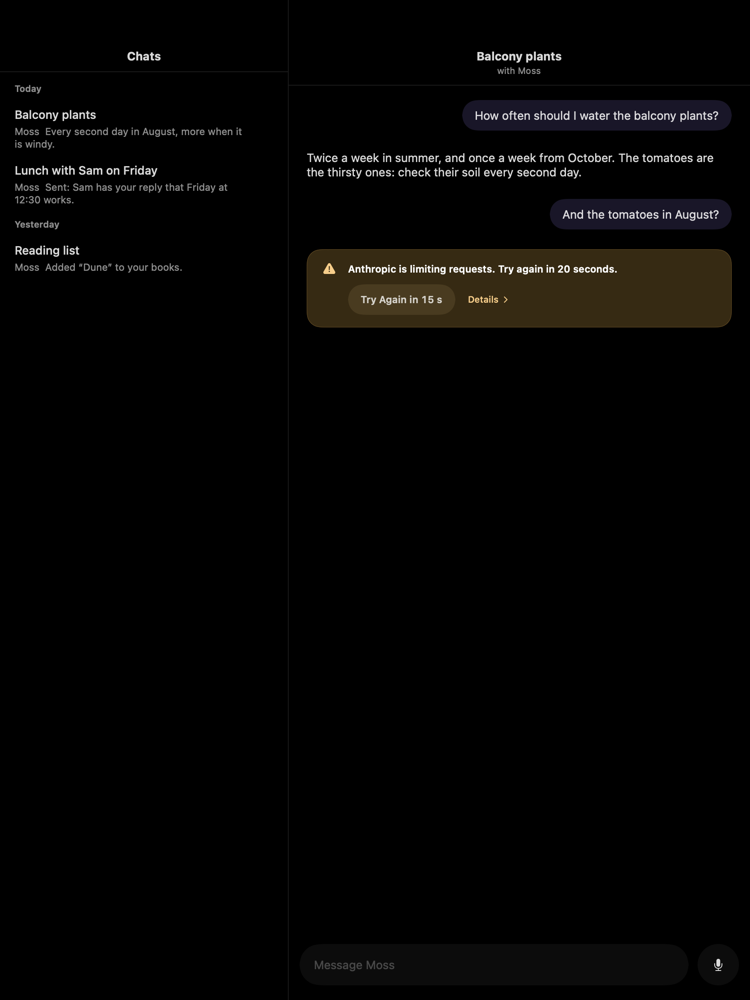 Chats
Today
Balcony plants
Moss Every second day in August, more when it
is windy.
Lunch with Sam on Friday
Moss Sent: Sam has your reply that Friday at
12:30 works.
Yesterday
Reading list
Moss Added “Dune” to your books.
Balcony plants
with Moss
How often should I water the balcony plants?
Twice a week in summer, and once a week from October. The tomatoes are
the thirsty ones: check their soil every second day.
And the tomatoes in August?
Anthropic is limiting requests. Try again in 20 seconds.
Try Again in 15 s
Details
Message Moss